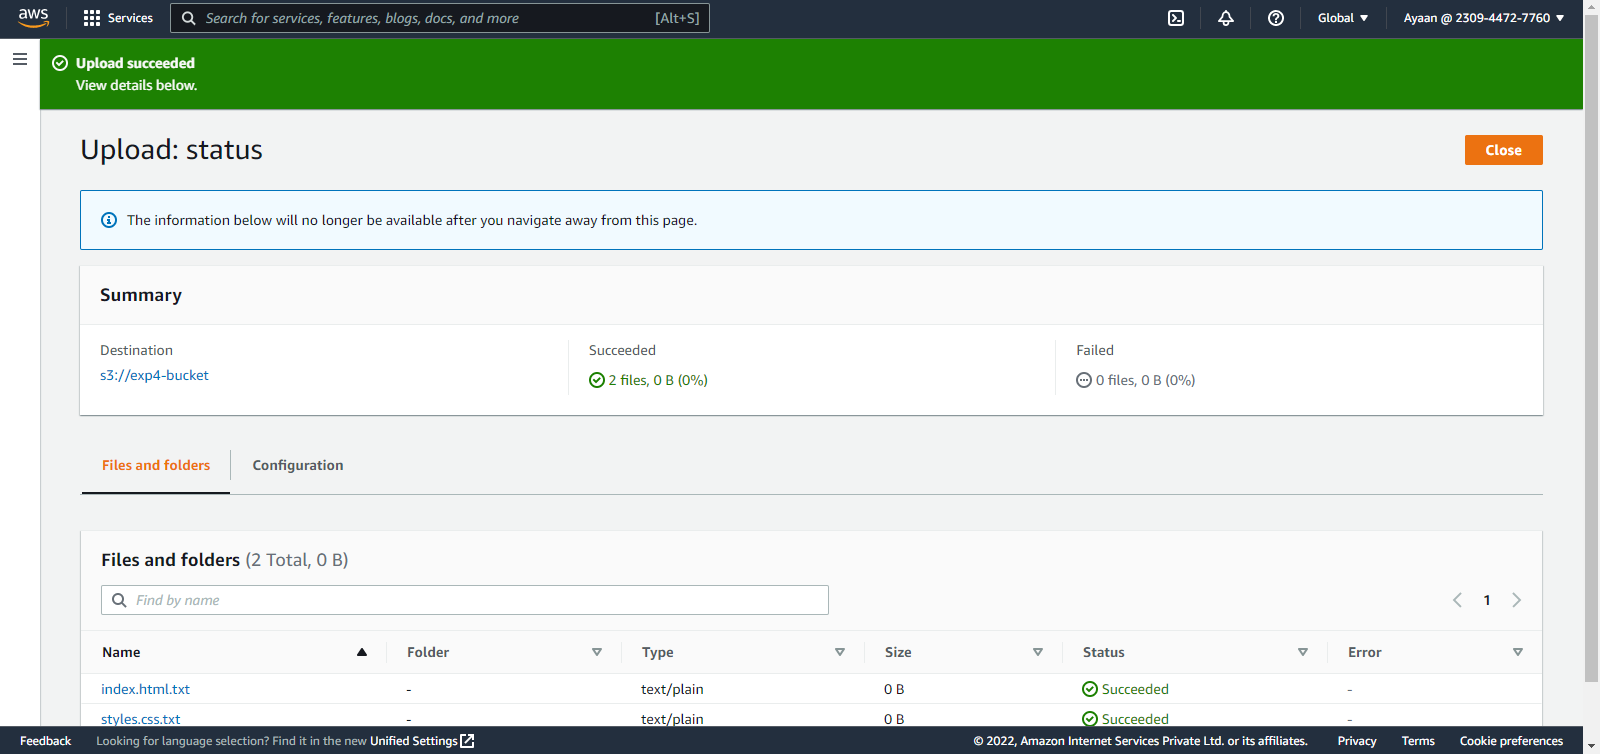 aws Services Search for services, features, blogs, docs, and more [Alt+S] Global Ayaan @ 2309-4472-7760
Upload succeeded
View details below.
Upload: status
Close
The information below will no longer be available after you navigate away from this page.
Summary
Destination Succeeded Failed
s3://exp4-bucket 2 files, 0 B (0%) 0 files, 0 B (0%)
Files and folders Configuration
Files and folders (2 Total, 0 B)
Find by name 1
Name Folder Type Size Status Error
index.html.txt - text/plain 0 B Succeeded -
styles.css.txt - text/plain 0 B Succeeded -
Feedback Looking for language selection? Find it in the new Unified Settings © 2022, Amazon Internet Services Private Ltd. or its affiliates. Privacy Terms Cookie preferences